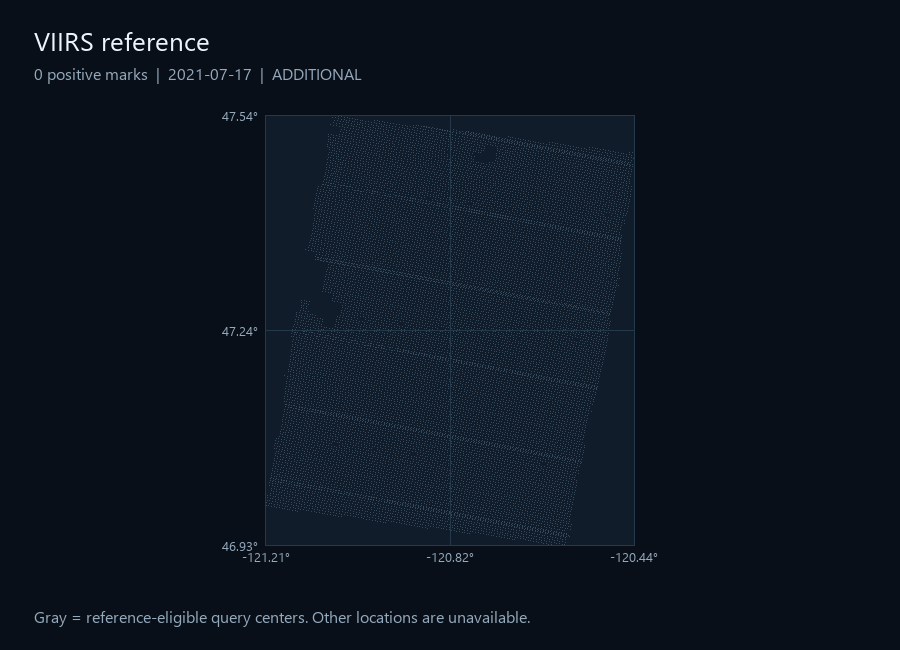 VIIRS reference
0 positive marks | 2021-07-17 | ADDITIONAL
47.54°
47.24°
46.93°
-121.21° -120.82° -120.44°
Gray = reference-eligible query centers. Other locations are unavailable.